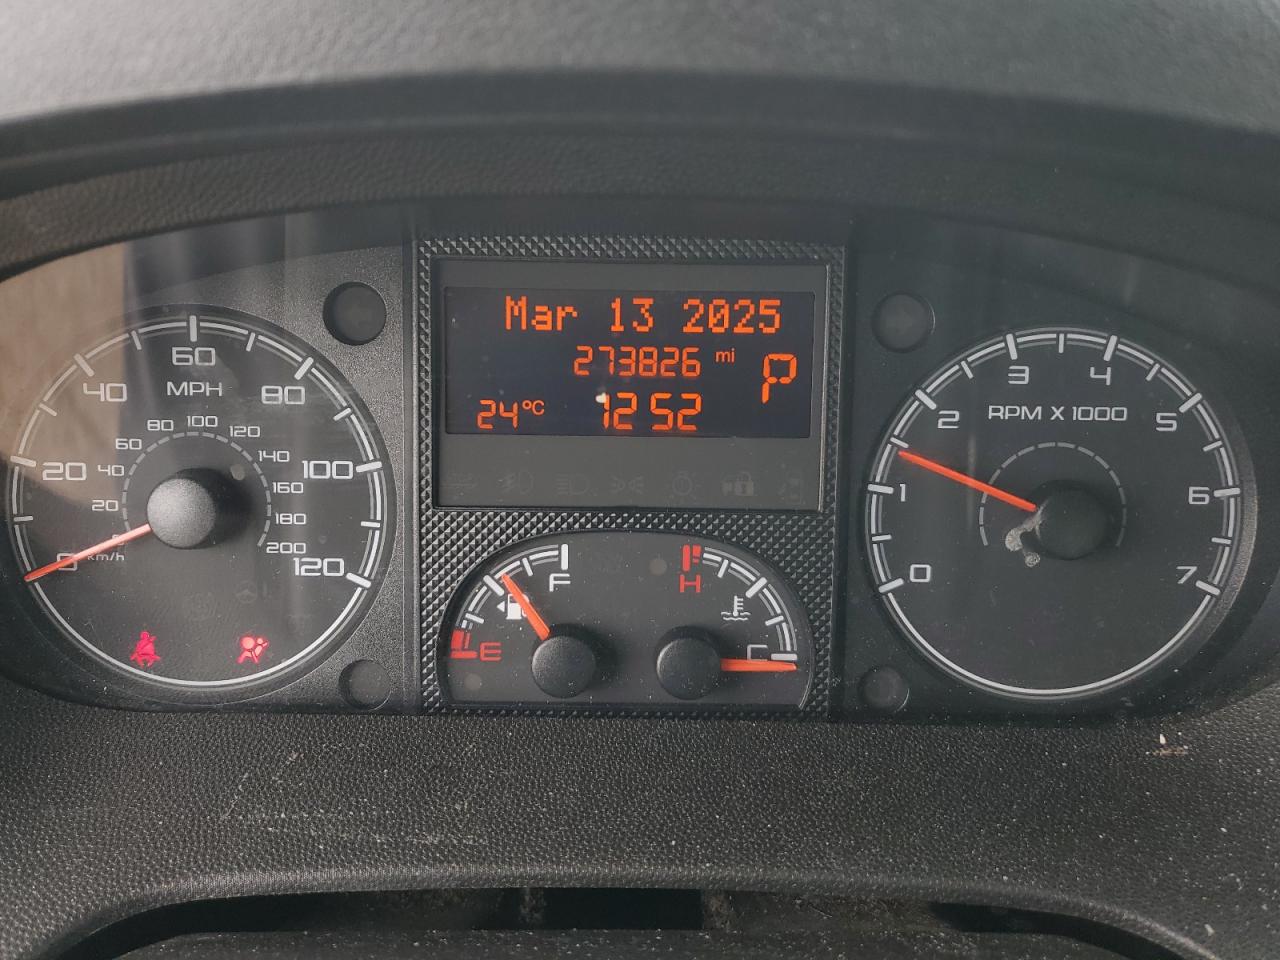 Mar 13 2025
273826 mi
P
24°C 12 52
0 20 40 60 80 100 120
MPH
0 20 40 60 80 100 120 140 160 180 200
km/h
E F
H C
0 1 2 3 4 5 6 7
RPM X 1000